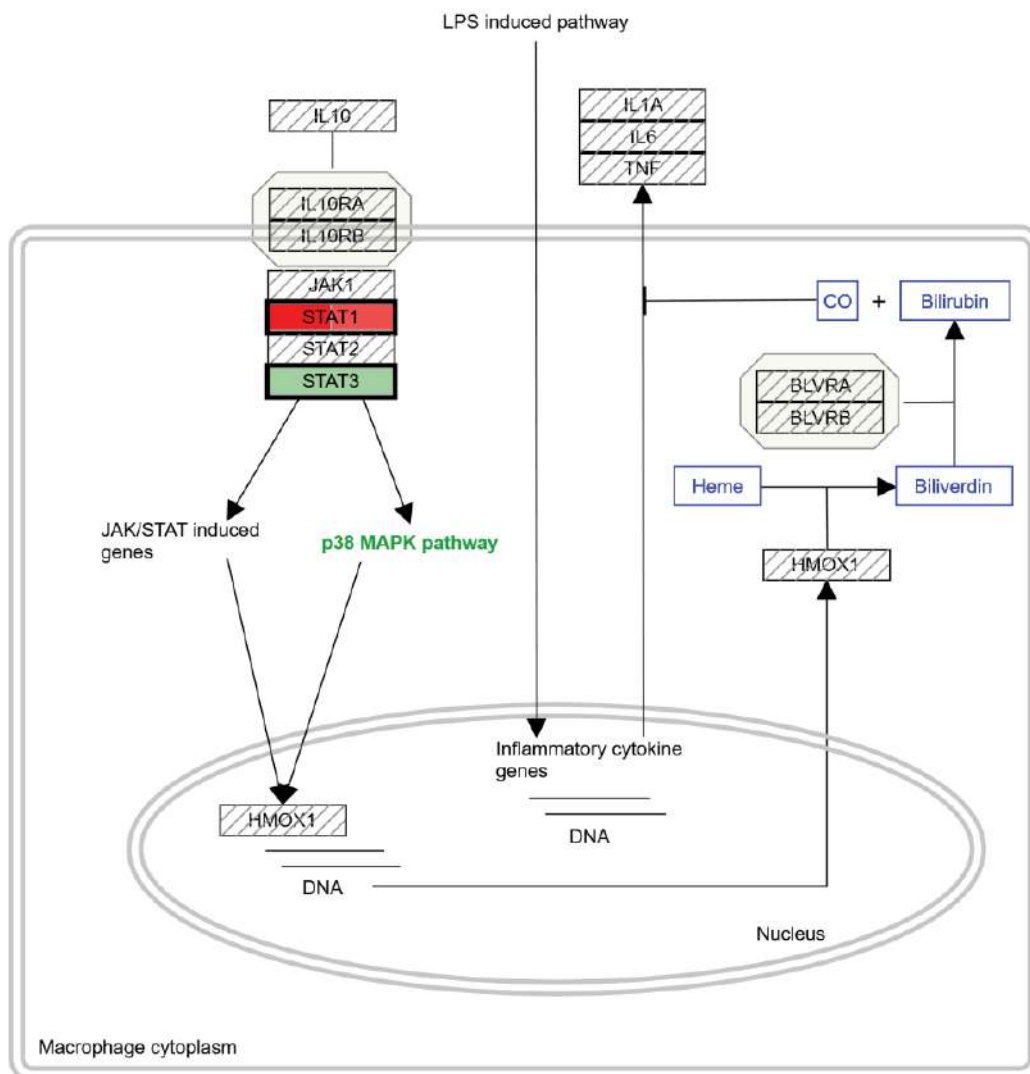 LPS induced pathway
IL10
IL1A
IL6
TNF
IL10RA
IL10RB
JAK1
STAT1
STAT2
STAT3
CO + Bilirubin
BLVRA
BLVRB
Heme
Biliverdin
JAK/STAT induced
genes
p38 MAPK pathway
HMOX1
Inflammatory cytokine
genes
DNA
HMOX1
DNA
Nucleus
Macrophage cytoplasm